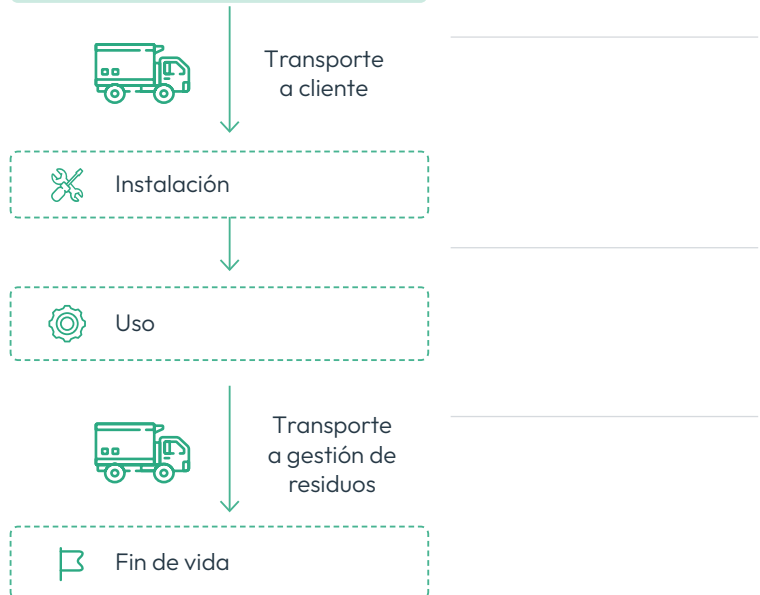 Transporte
a cliente
Instalación
Uso
Transporte
a gestión de
residuos
Fin de vida